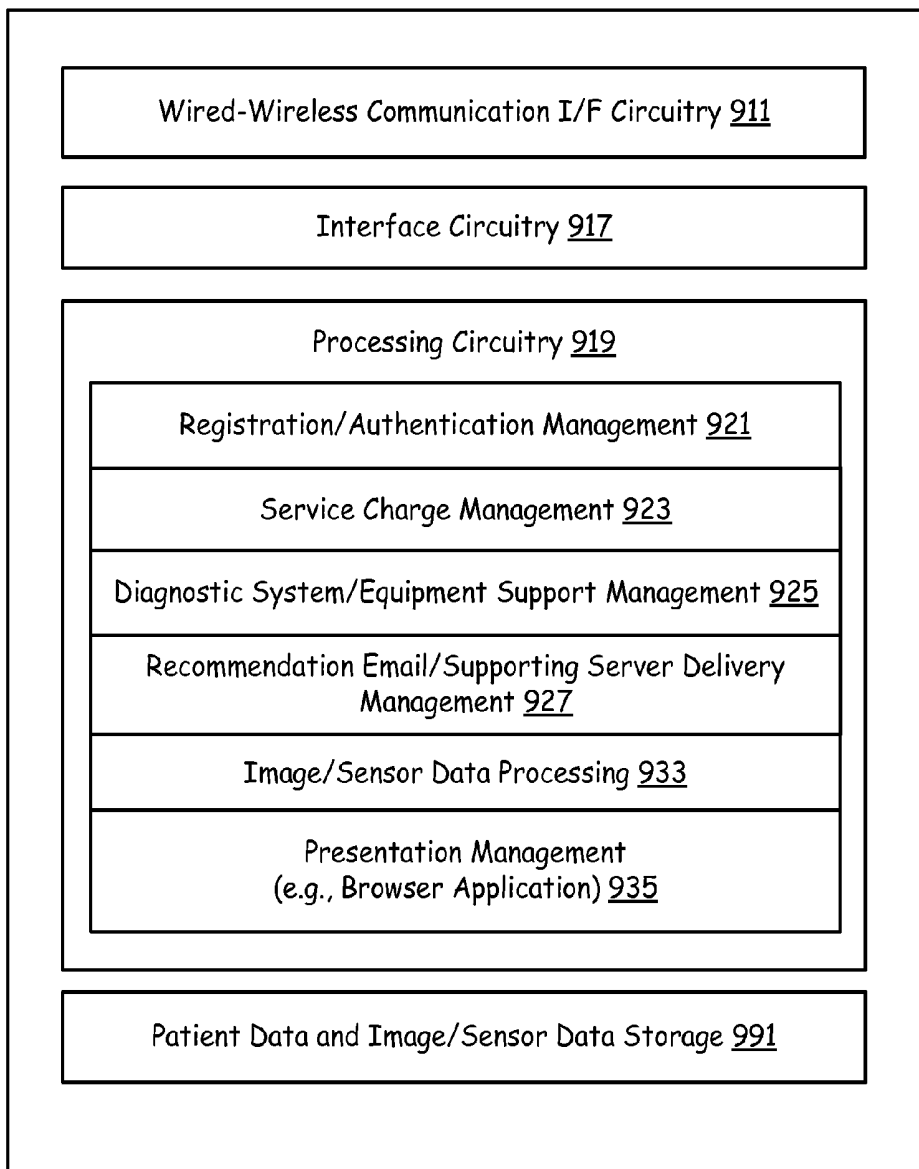 Wired-Wireless Communication I/F Circuitry 911
Interface Circuitry 917
Processing Circuitry 919
Registration/Authentication Management 921
Service Charge Management 923
Diagnostic System/Equipment Support Management 925
Recommendation Email/Supporting Server Delivery
Management 927
Image/Sensor Data Processing 933
Presentation Management
(e.g., Browser Application) 935
Patient Data and Image/Sensor Data Storage 991